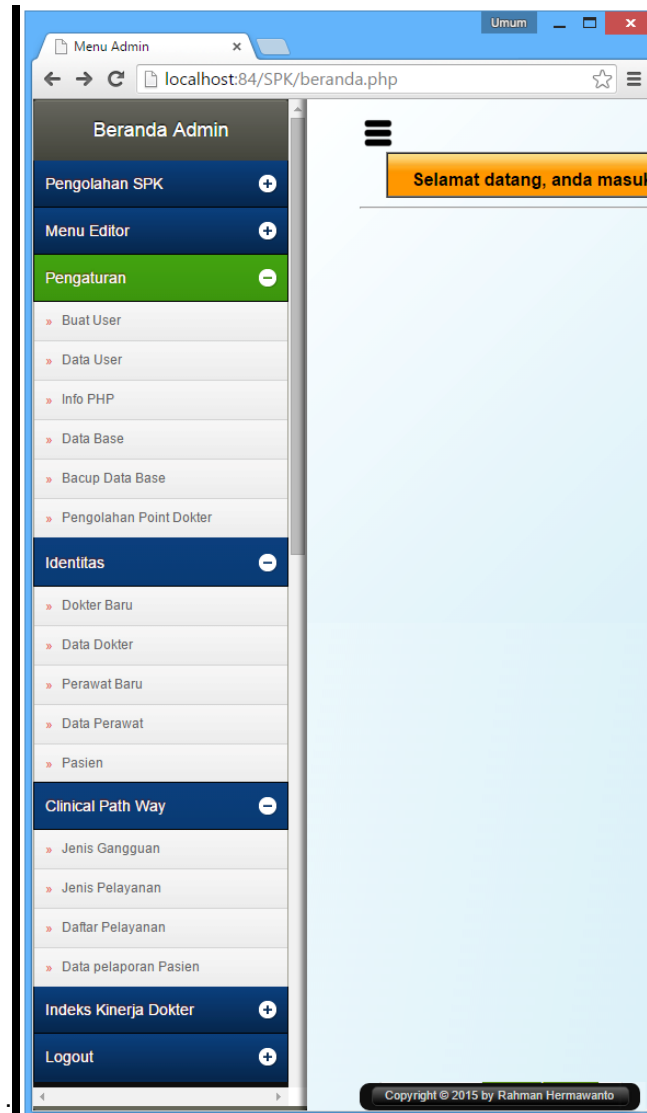 Umum
Menu Admin
localhost:84/SPK/beranda.php
Beranda Admin
Selamat datang, anda masuk
Pengolahan SPK
Menu Editor
Pengaturan
» Buat User
» Data User
» Info PHP
» Data Base
» Bacup Data Base
» Pengolahan Point Dokter
Identitas
» Dokter Baru
» Data Dokter
» Perawat Baru
» Data Perawat
» Pasien
Clinical Path Way
» Jenis Gangguan
» Jenis Pelayanan
» Daftar Pelayanan
» Data pelaporan Pasien
Indeks Kinerja Dokter
Logout
Copyright © 2015 by Rahman Hermawanto
.